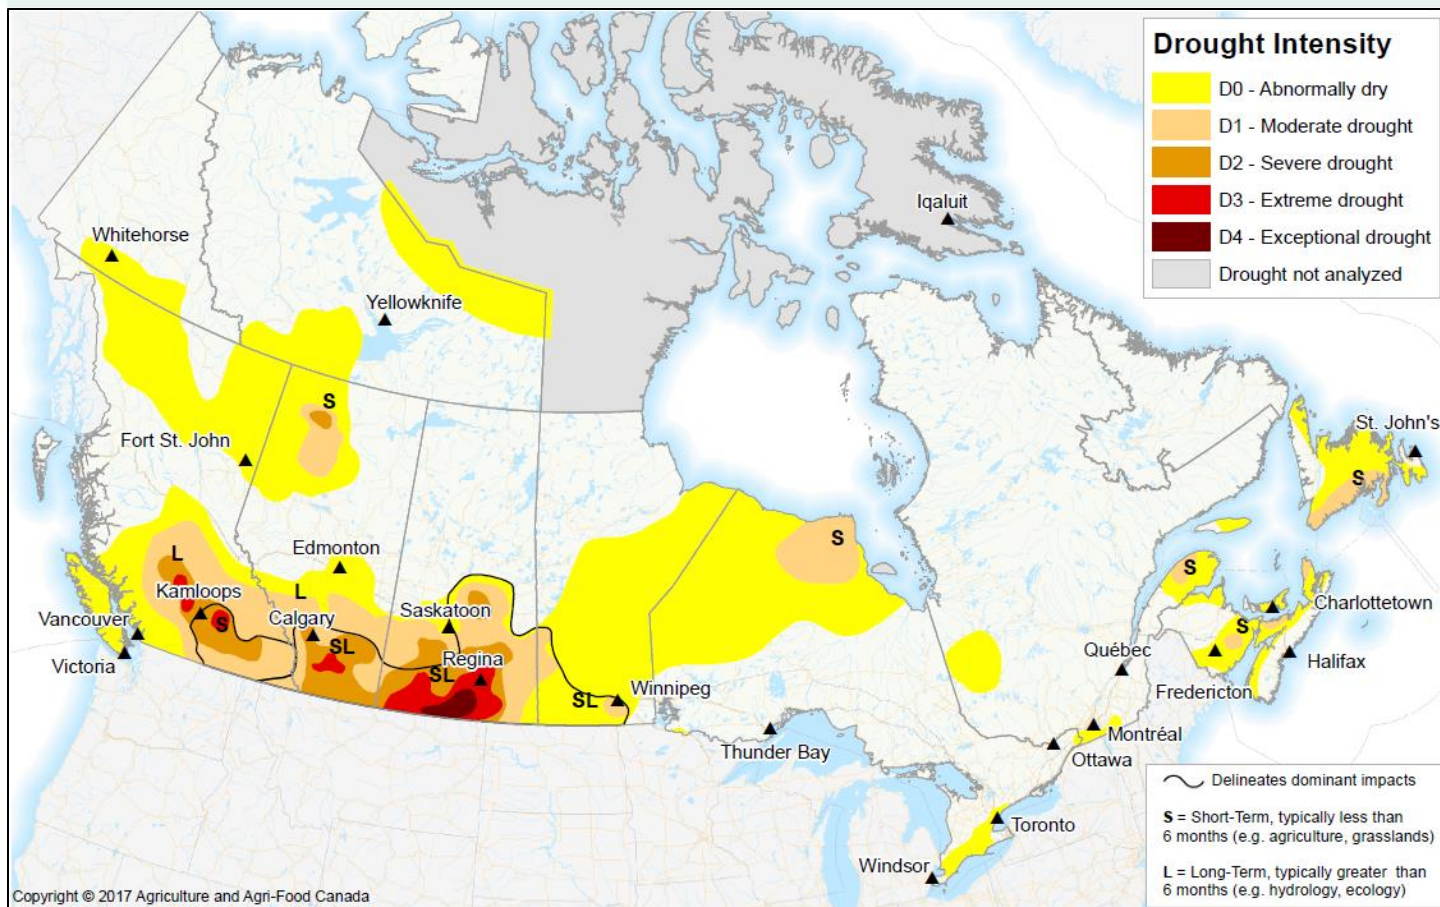 Drought Intensity
D0 - Abnormally dry
D1 - Moderate drought
D2 - Severe drought
D3 - Extreme drought
D4 - Exceptional drought
Drought not analyzed
Iqaluit
Whitehorse
Yellowknife
S
Fort St. John
St. John's
S
S
L
Edmonton
S
Kamloops
L
Vancouver
Calgary
Saskatoon
Charlottetown
S
SL
S
Victoria
Regina
SL
Québec
Halifax
SL
Winnipeg
Fredericton
Montréal
Thunder Bay
Ottawa
Delineates dominant impacts
S = Short-Term, typically less than
6 months (e.g. agriculture, grasslands)
Toronto
Windsor
L = Long-Term, typically greater than
6 months (e.g. hydrology, ecology)
Copyright © 2017 Agriculture and Agri-Food Canada